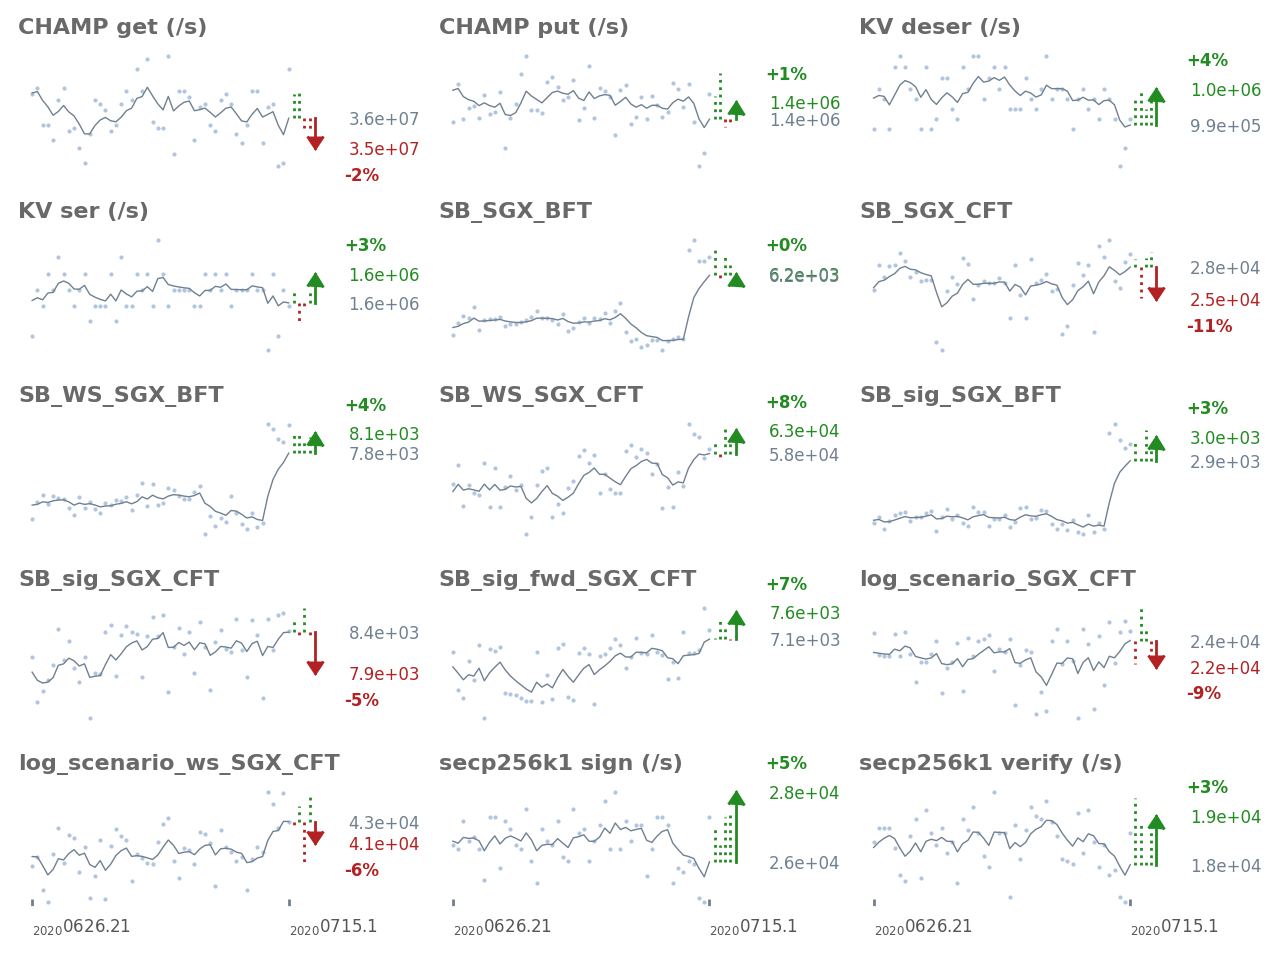 CHAMP get (/s)
3.6e+07
3.5e+07
-2%
CHAMP put (/s)
+1%
1.4e+06
1.4e+06
KV deser (/s)
+4%
1.0e+06
9.9e+05
KV ser (/s)
+3%
1.6e+06
1.6e+06
SB_SGX_BFT
+0%
6.2e+03
SB_SGX_CFT
2.8e+04
2.5e+04
-11%
SB_WS_SGX_BFT
+4%
8.1e+03
7.8e+03
SB_WS_SGX_CFT
+8%
6.3e+04
5.8e+04
SB_sig_SGX_BFT
+3%
3.0e+03
2.9e+03
SB_sig_SGX_CFT
8.4e+03
7.9e+03
-5%
SB_sig_fwd_SGX_CFT
+7%
7.6e+03
7.1e+03
log_scenario_SGX_CFT
2.4e+04
2.2e+04
-9%
log_scenario_ws_SGX_CFT
4.3e+04
4.1e+04
-6%
20200626.21
20200715.1
secp256k1 sign (/s)
+5%
2.8e+04
2.6e+04
20200626.21
20200715.1
secp256k1 verify (/s)
+3%
1.9e+04
1.8e+04
20200626.21
20200715.1